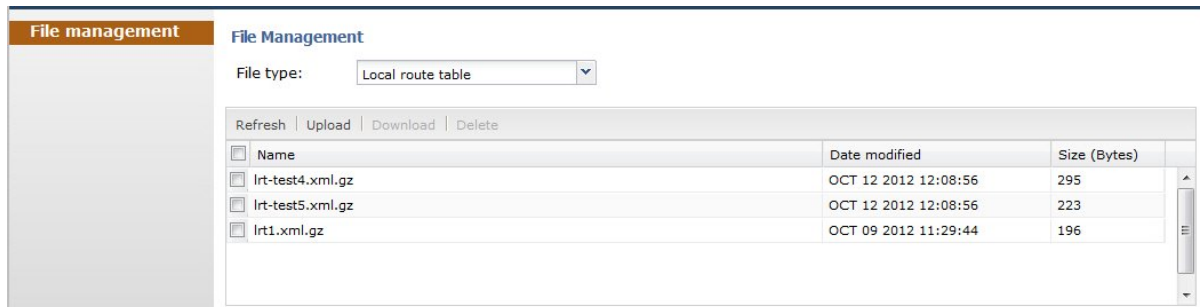 File management
File Management
File type: Local route table
Refresh Upload Download Delete
Name Date modified Size (Bytes)
lrt-test4.xml.gz OCT 12 2012 12:08:56 295
lrt-test5.xml.gz OCT 12 2012 12:08:56 223
lrt1.xml.gz OCT 09 2012 11:29:44 196